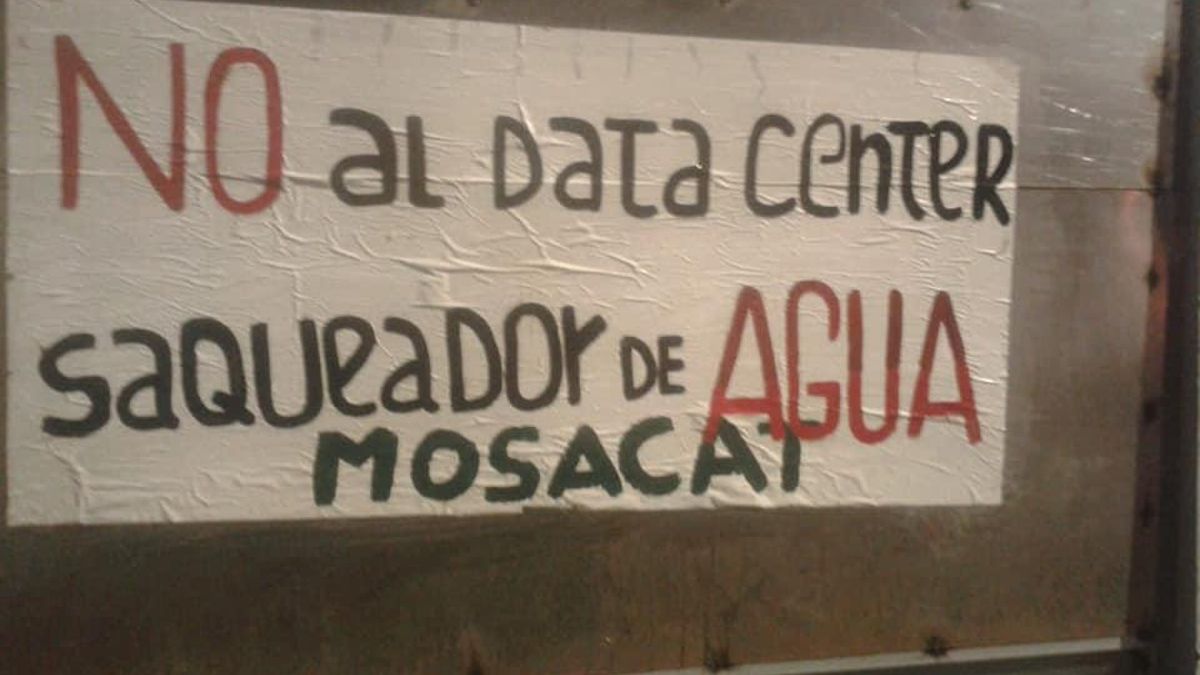 NO al DaTa CenTeR
SaQUeaDOr DE AGUA
MOSACAT